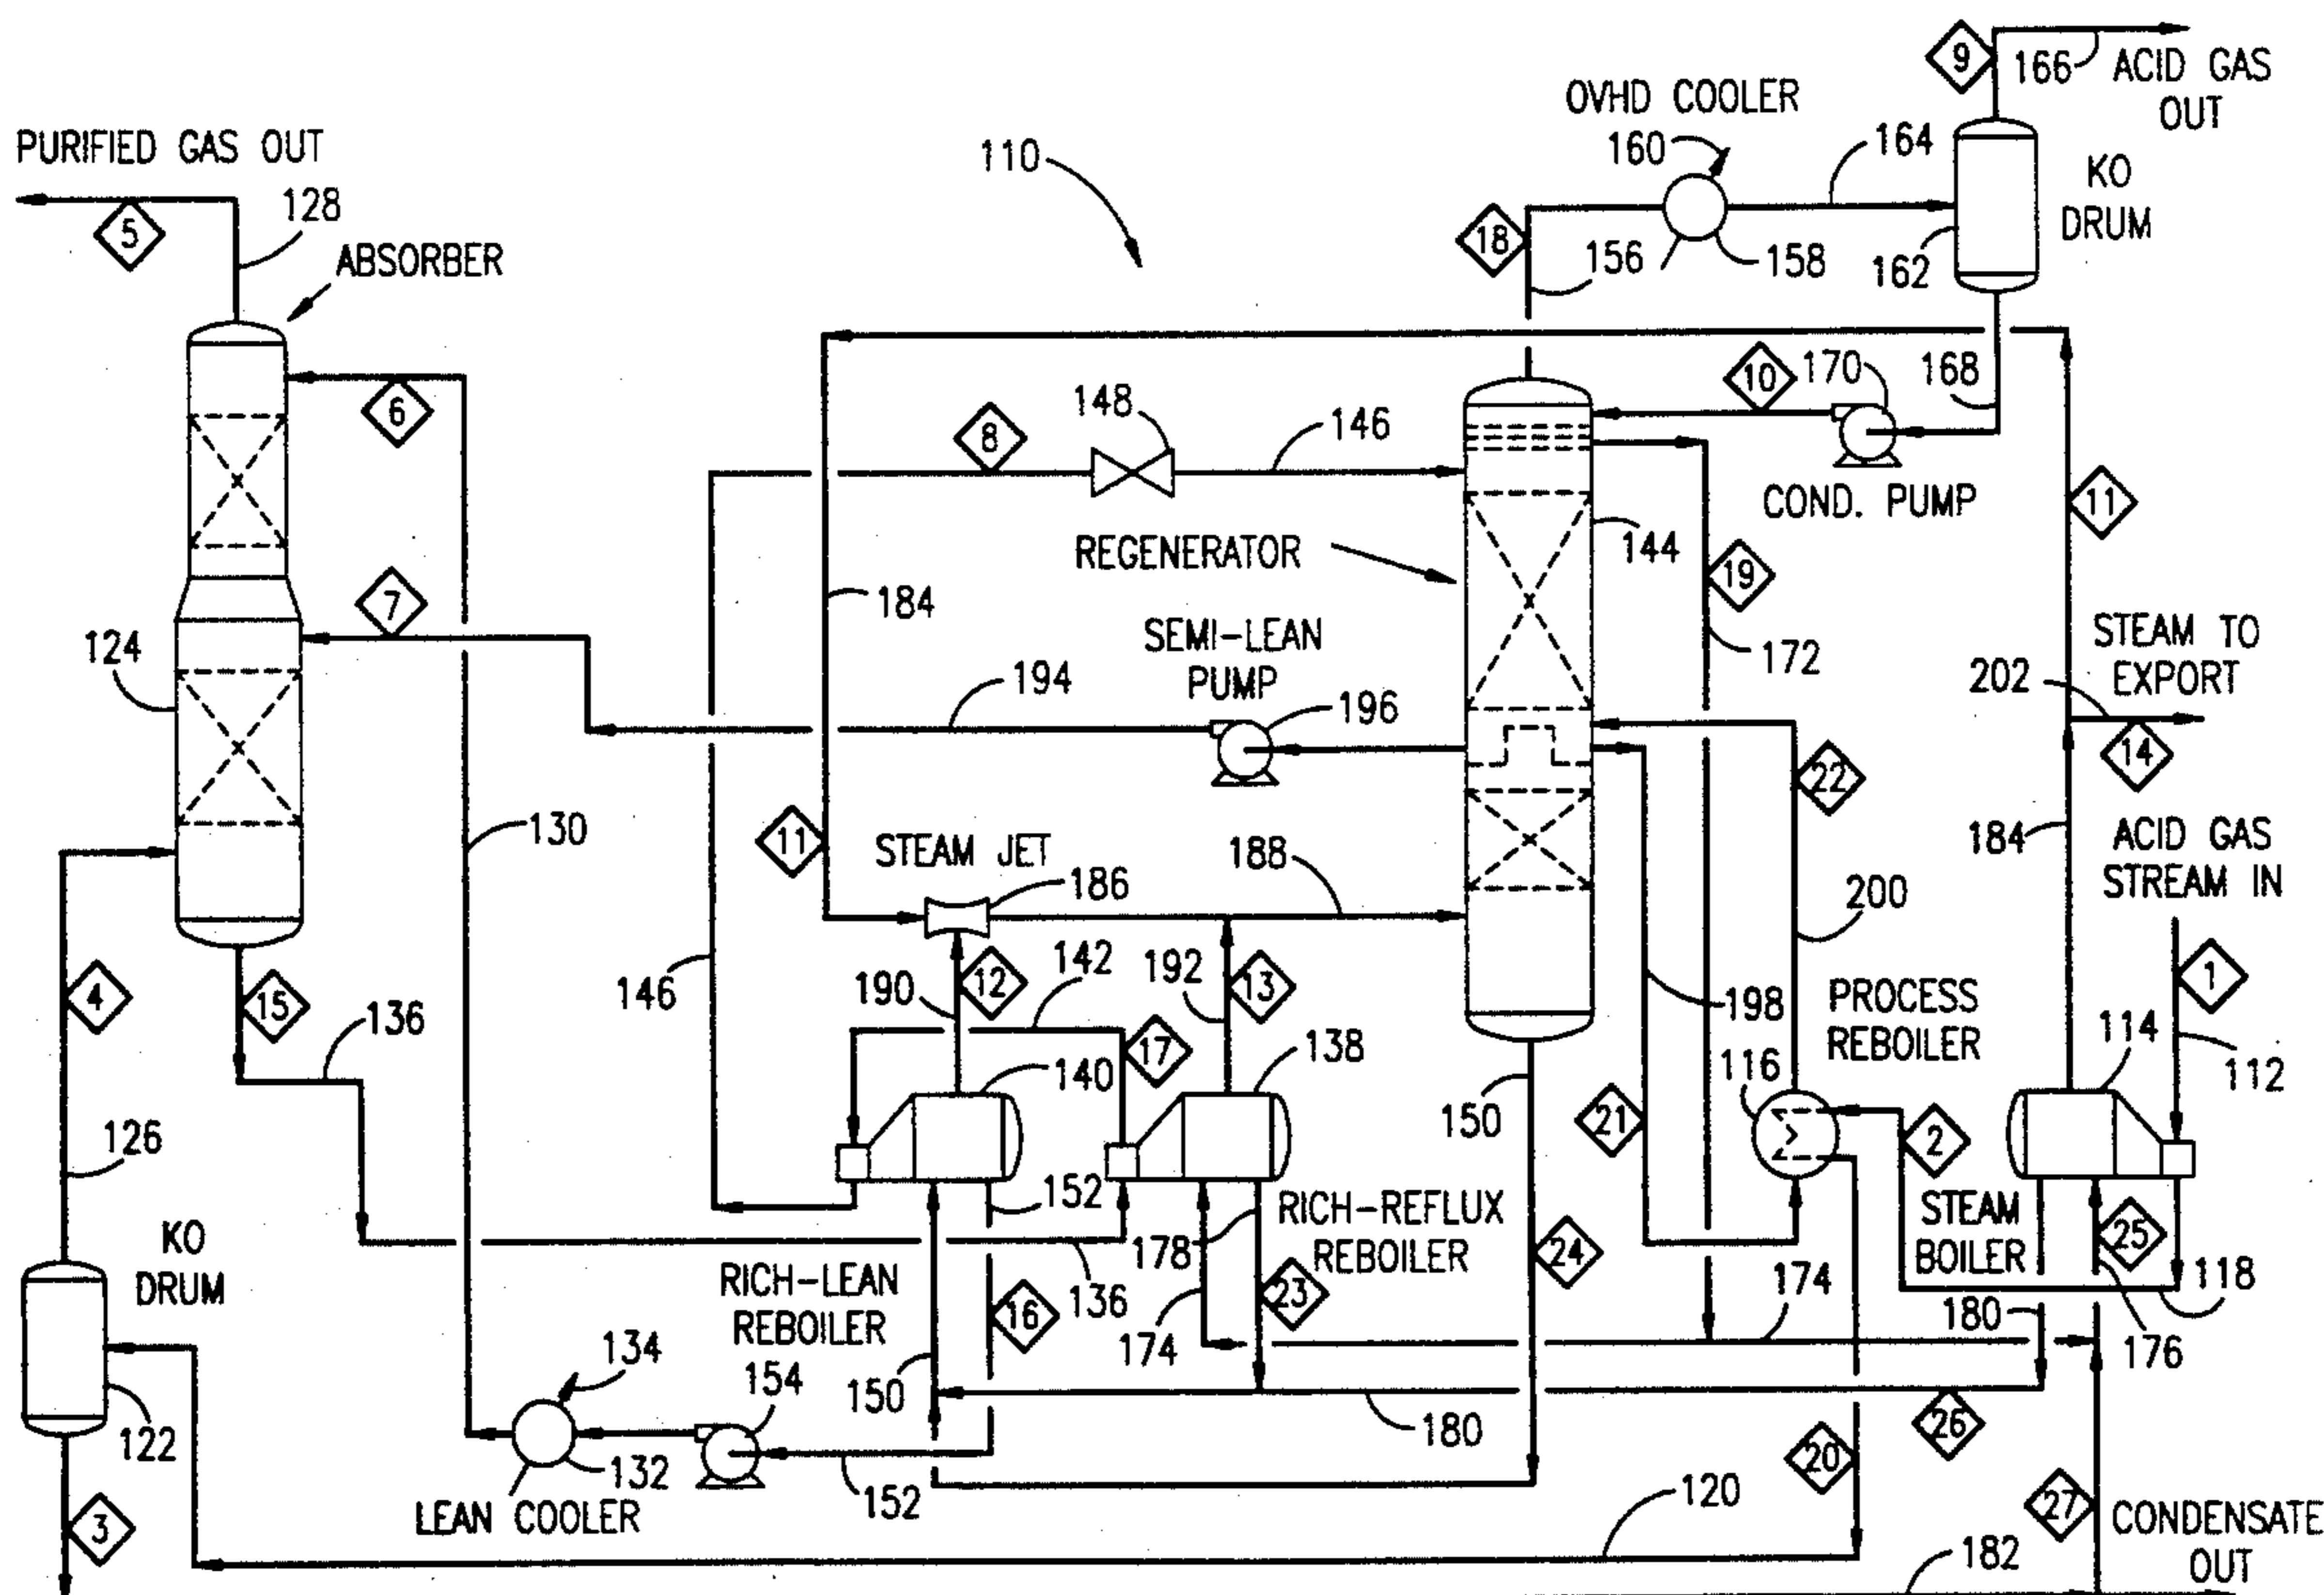 9
166
ACID GAS
OUT
OVHD COOLER
160
164
KO
DRUM
PURIFIED GAS OUT
110
128
5
18
156
158
162
ABSORBER
6
10
170
168
148
8
146
COND. PUMP
11
144
REGENERATOR
19
184
7
SEMI-LEAN
PUMP
STEAM TO
EXPORT
124
172
202
194
196
14
22
130
11
184
ACID GAS
STREAM IN
STEAM JET
188
186
200
142
192
1
4
15
136
146
190
12
13
198
PROCESS
REBOILER
114
17
138
140
116
112
150
21
2
126
152
RICH-REFLUX
REBOILER
178
STEAM
BOILER
25
118
KO
DRUM
24
RICH-LEAN
REBOILER
136
23
180
174
16
174
176
134
154
150
122
132
152
180
26
20
LEAN COOLER
120
3
27
CONDENSATE
OUT
182